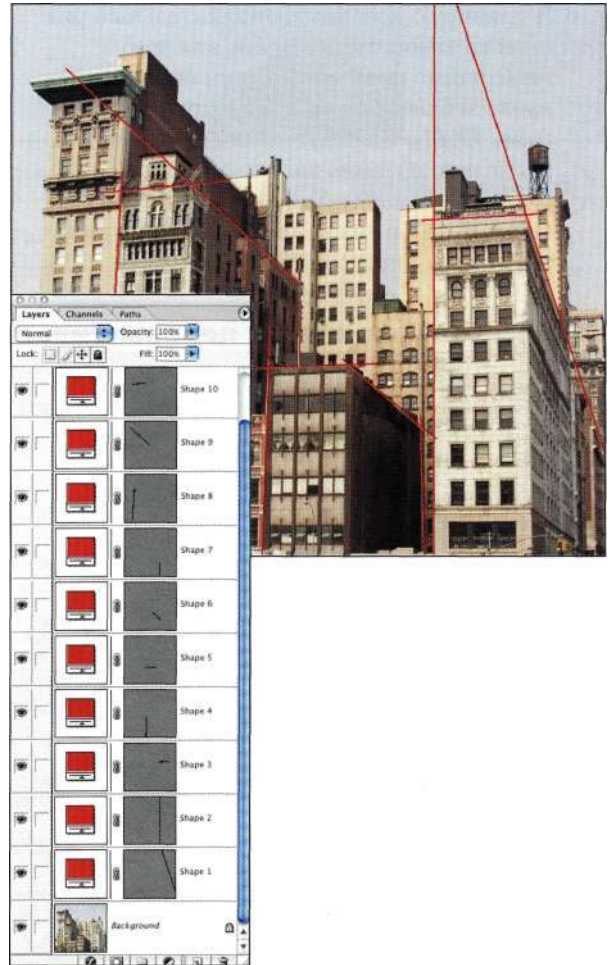 Layers Channels Paths
Normal Opacity: 100%
Lock: Fill: 100%
Shape 10
Shape 9
Shape 8
Shape 7
Shape 6
Shape 5
Shape 4
Shape 3
Shape 2
Shape 1
Background